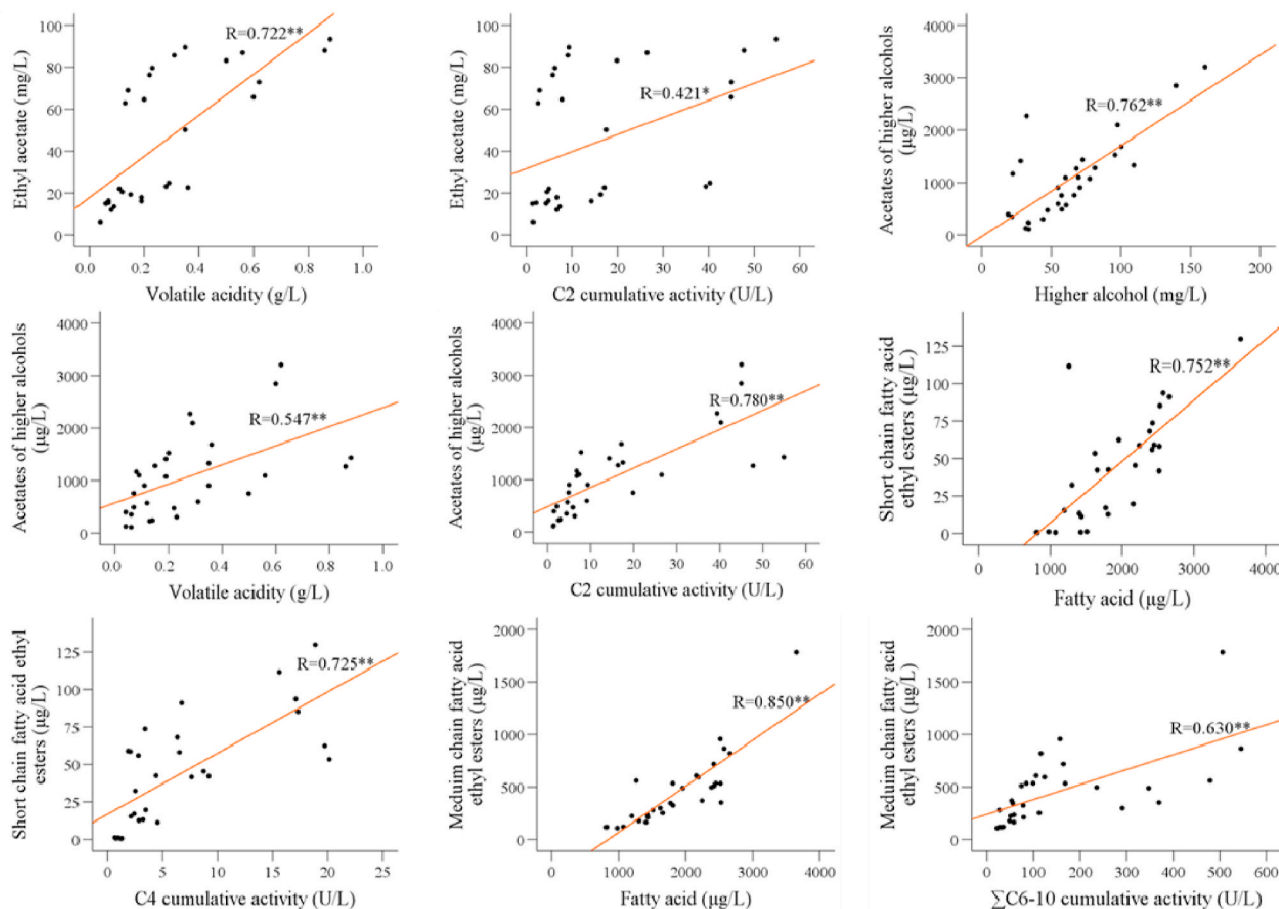 Ethyl acetate (mg/L)
100
80
60
40
20
0
R=0.722**
0.0 0.2 0.4 0.6 0.8 1.0
Volatile acidity (g/L)
Ethyl acetate (mg/L)
100
80
60
40
20
0
R=0.421*
0 10 20 30 40 50 60
C2 cumulative activity (U/L)
Acetates of higher alcohols
(μg/L)
4000
3000
2000
1000
0
R=0.762**
0 50 100 150 200
Higher alcohol (mg/L)
Acetates of higher alcohols
(μg/L)
4000
3000
2000
1000
0
R=0.547**
0.0 0.2 0.4 0.6 0.8 1.0
Volatile acidity (g/L)
Acetates of higher alcohols
(μg/L)
4000
3000
2000
1000
0
R=0.780**
0 10 20 30 40 50 60
C2 cumulative activity (U/L)
Short chain fatty acid
ethyl esters (μg/L)
125
100
75
50
25
0
R=0.752**
0 1000 2000 3000 4000
Fatty acid (μg/L)
Short chain fatty acid ethyl
esters (μg/L)
125
100
75
50
25
0
R=0.725**
0 5 10 15 20 25
C4 cumulative activity (U/L)
Meduim chain fatty acid
ethyl esters (μg/L)
2000
1500
1000
500
0
R=0.850**
0 1000 2000 3000 4000
Fatty acid (μg/L)
Meduim chain fatty acid
ethyl esters (μg/L)
2000
1500
1000
500
0
R=0.630**
0 100 200 300 400 500 600
∑C6-10 cumulative activity (U/L)